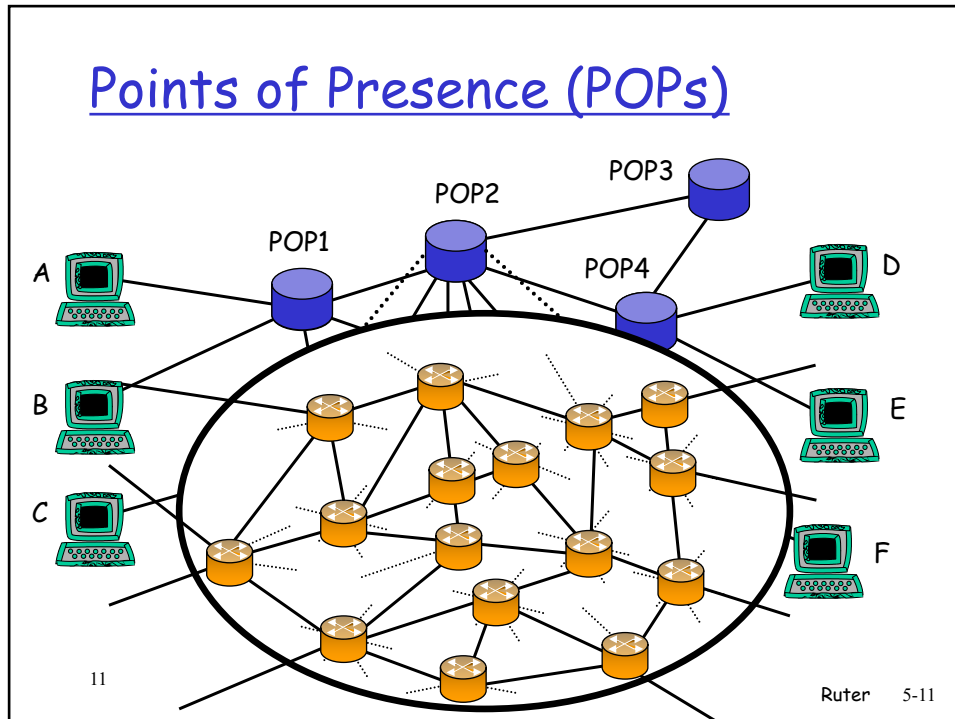 Points of Presence (POPs)
POP3
POP2
POP1
POP4
A
D
B
E
C
F
11
Ruter 5-11